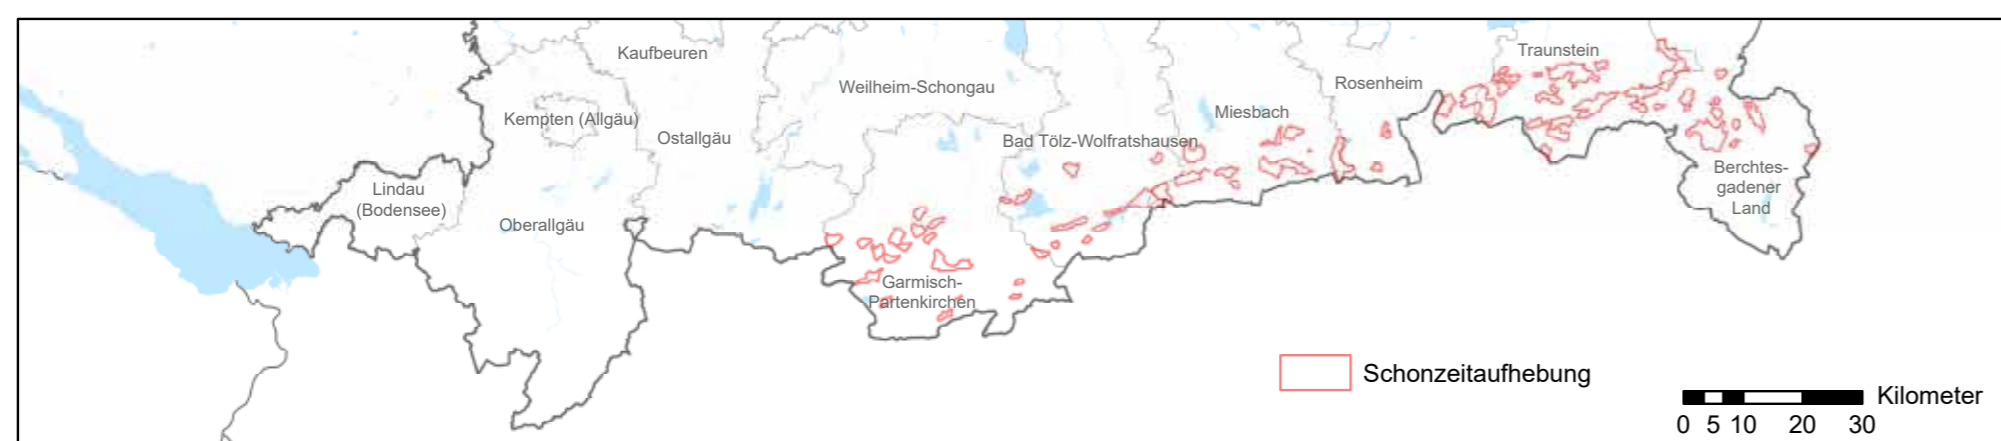 Kaufbeuren
Traunstein
Weilheim-Schongau
Rosenheim
Kempten (Allgäu)
Miesbach
Ostallgäu
Bad Tölz-Wolfratshausen
Lindau
(Bodensee)
Berchtes-
gadener
Land
Oberallgäu
Garmisch-
Partenkirchen
Schonzeitaufhebung
Kilometer
0 5 10 20 30